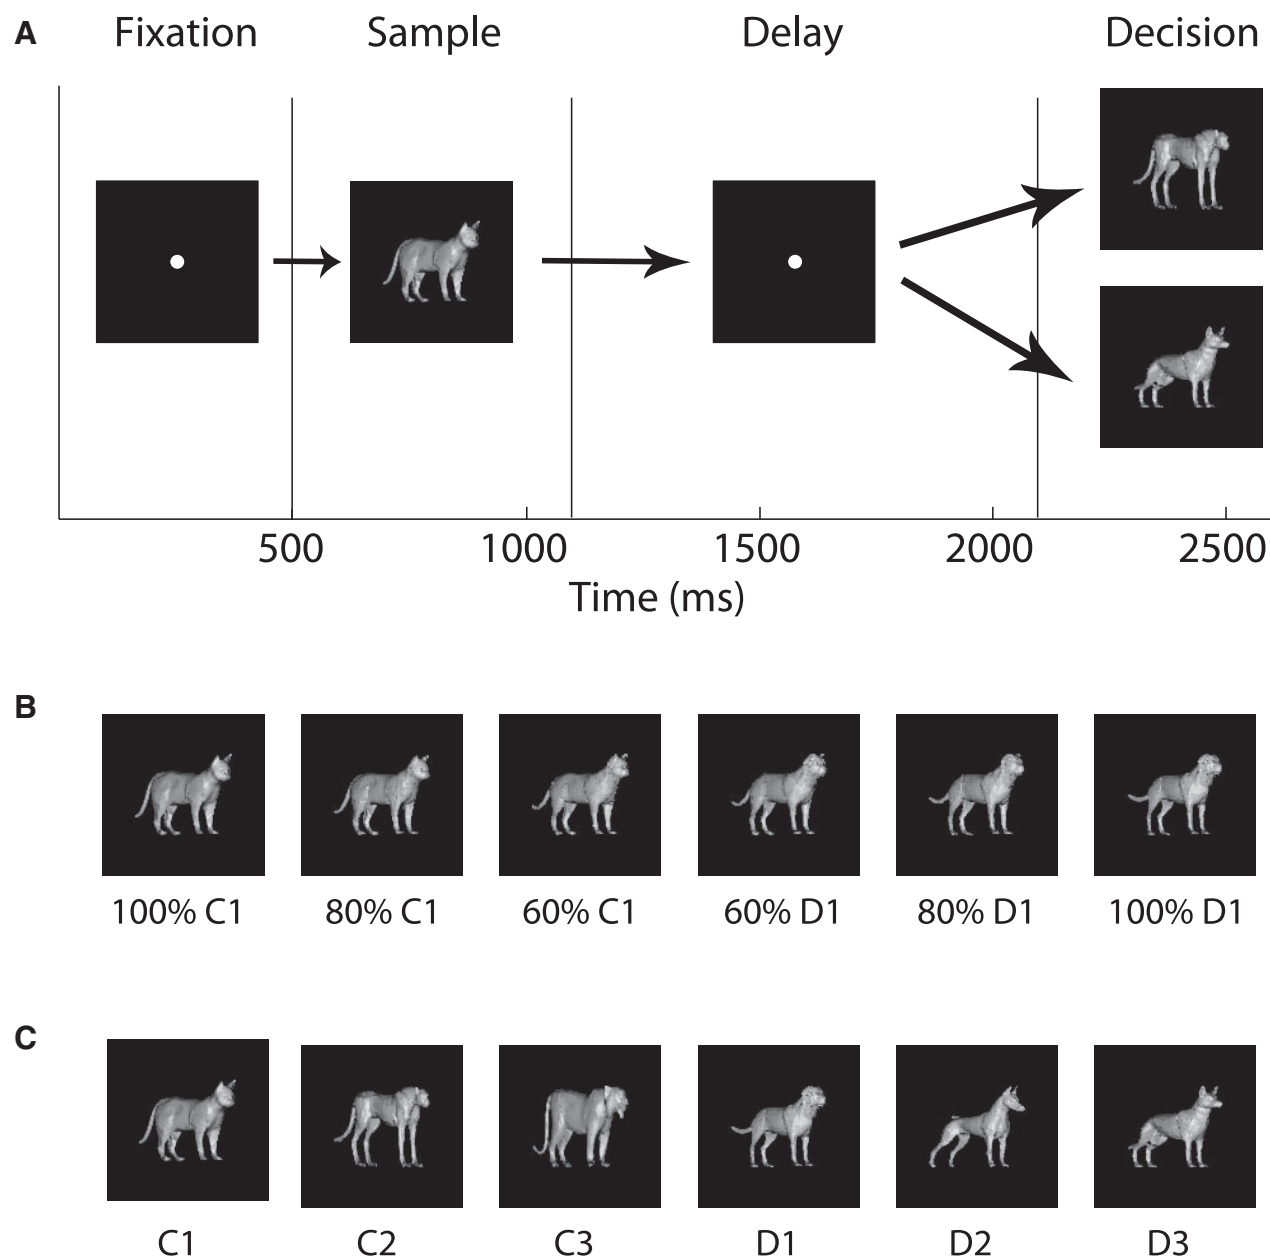 A
Fixation Sample Delay Decision
500 1000 1500 2000 2500
Time (ms)
B
100% C1 80% C1 60% C1 60% D1 80% D1 100% D1
C
C1 C2 C3 D1 D2 D3